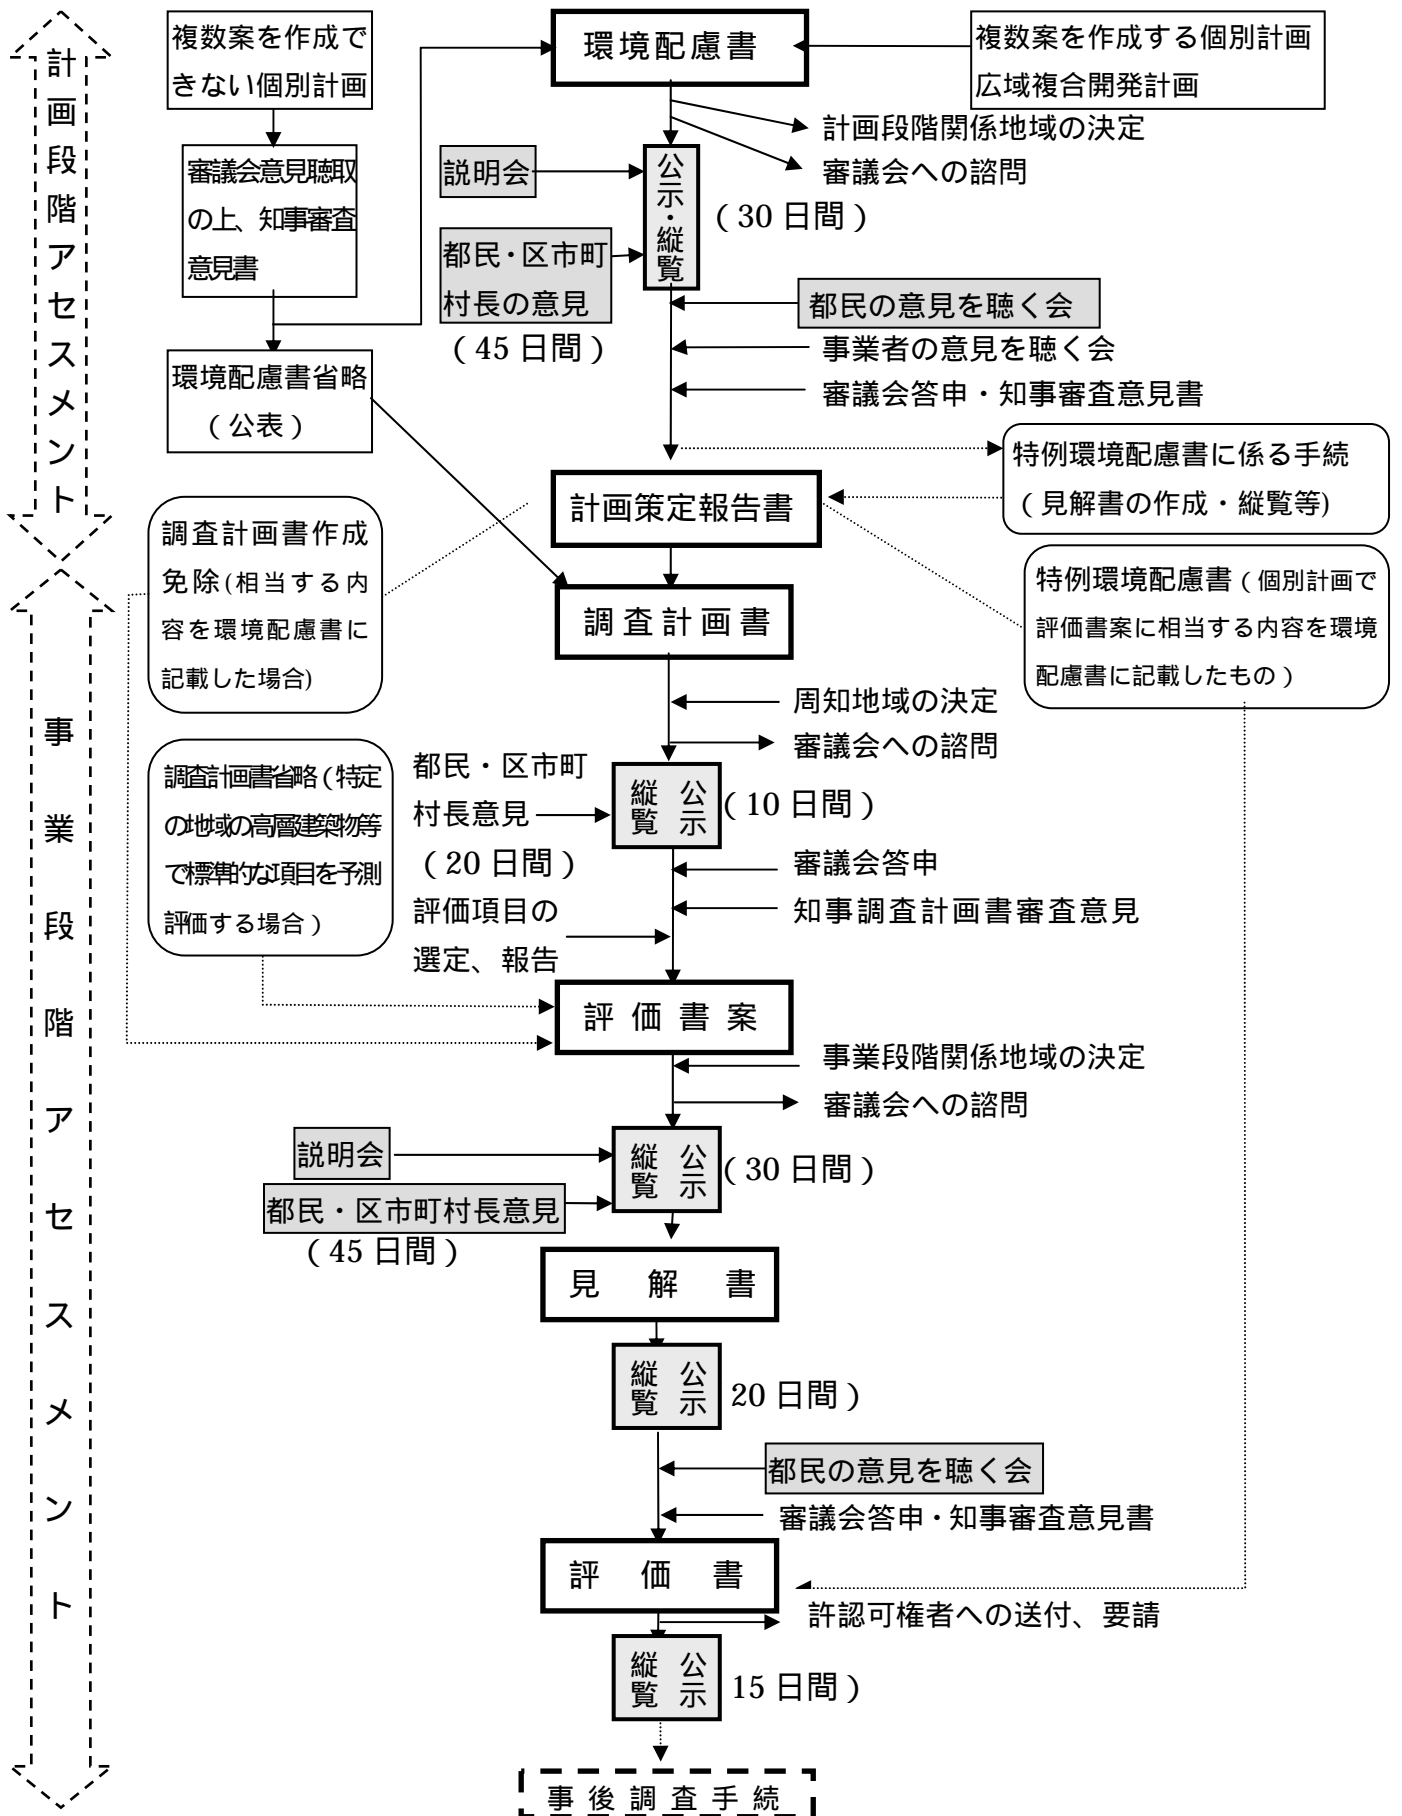 計画段階アセスメント
複数案を作成で
きない個別計画
環境配慮書
複数案を作成する個別計画
広域複合開発計画
計画段階関係地域の決定
審議会への諮問
審議会意見聴取
の上、知事審査
意見書
説明会
公示・縦覧
（30 日間）
都民・区市町
村長の意見
（45 日間）
都民の意見を聴く会
事業者の意見を聴く会
審議会答申・知事審査意見書
環境配慮書省略
（公表）
特例環境配慮書に係る手続
（見解書の作成・縦覧等)
計画策定報告書
調査計画書作成
免除(相当する内
容を環境配慮書に
記載した場合)
特例環境配慮書（個別計画で
評価書案に相当する内容を環境
配慮書に記載したもの）
事業段階アセスメント
調査計画書
周知地域の決定
審議会への諮問
調査計画書省略（特定
の地域の高層建築物等
で標準的な項目を予測
評価する場合）
都民・区市町
村長意見
（20 日間）
公示
縦覧
（10 日間）
審議会答申
知事調査計画書審査意見
評価項目の
選定、報告
評価書案
事業段階関係地域の決定
審議会への諮問
説明会
公示
縦覧
（30 日間）
都民・区市町村長意見
（45 日間）
見解書
公示
縦覧
20 日間）
都民の意見を聴く会
審議会答申・知事審査意見書
評価書
許認可権者への送付、要請
公示
縦覧
15 日間）
事後調査手続